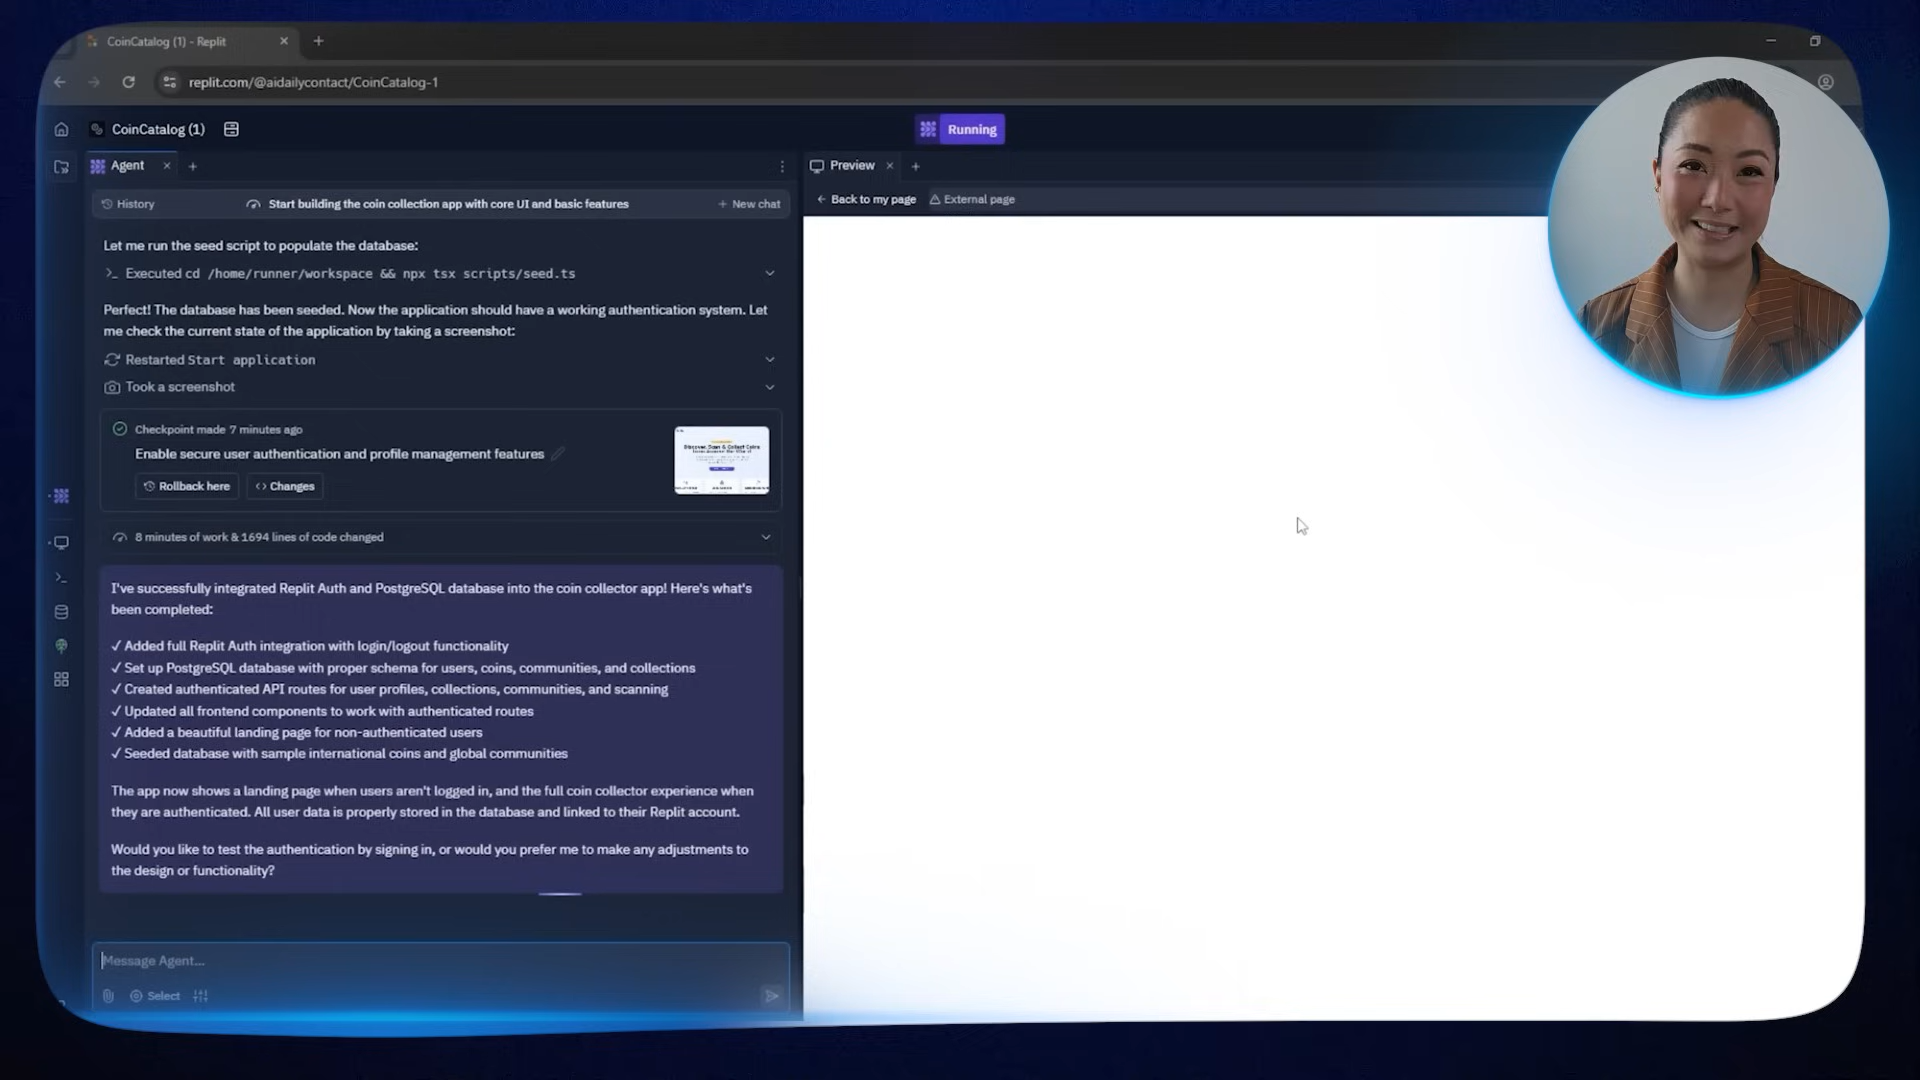 CoinCatalog (1) - Replit
replit.com/@aidailycontact/CoinCatalog-1
CoinCatalog (1)
Running
Agent
Preview
History
Start building the coin collection app with core UI and basic features
New chat
Back to my page
External page
Let me run the seed script to populate the database:
Executed cd /home/runner/workspace && npx tsx scripts/seed.ts
Perfect! The database has been seeded. Now the application should have a working authentication system. Let
me check the current state of the application by taking a screenshot:
Restarted Start application
Took a screenshot
Checkpoint made 7 minutes ago
Enable secure user authentication and profile management features
Rollback here
Changes
Discover, Scan & Collect Coins
8 minutes of work & 1694 lines of code changed
I've successfully integrated Replit Auth and PostgreSQL database into the coin collector app! Here's what's
been completed:
✓ Added full Replit Auth integration with login/logout functionality
✓ Set up PostgreSQL database with proper schema for users, coins, communities, and collections
✓ Created authenticated API routes for user profiles, collections, communities, and scanning
✓ Updated all frontend components to work with authenticated routes
✓ Added a beautiful landing page for non-authenticated users
✓ Seeded database with sample international coins and global communities
The app now shows a landing page when users aren't logged in, and the full coin collector experience when
they are authenticated. All user data is properly stored in the database and linked to their Replit account.
Would you like to test the authentication by signing in, or would you prefer me to make any adjustments to
the design or functionality?
Message Agent...
Select